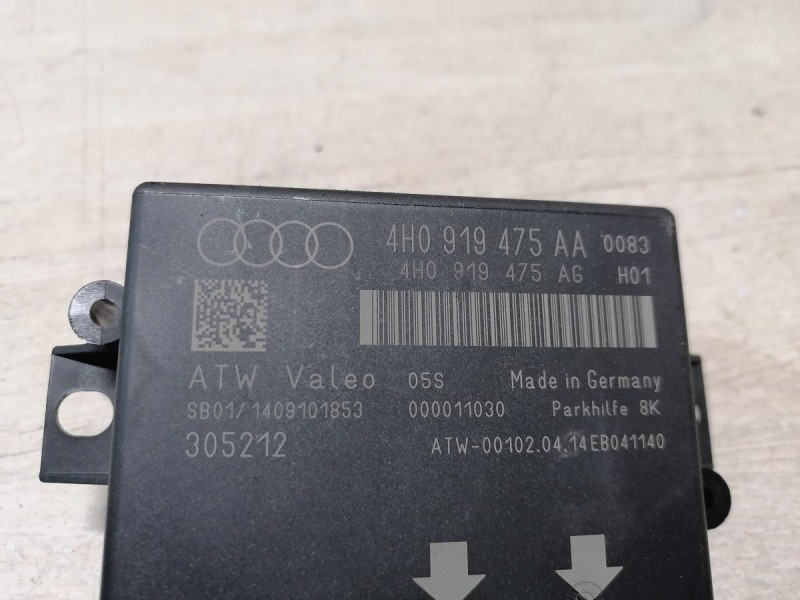 4H0 919 475 AA 0083
4H0 919 475 AG H01
ATW Valeo 05S Made in Germany
SB01/1409101853 000011030 Parkhilfe 8K
305212 ATW-00102.04.14EB041140